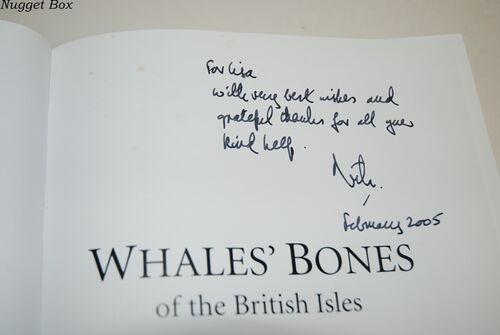 Nugget Box
For Lisa
with very best wishes and
grateful thanks for all your
kind help.
February 2005
WHALES' BONES
of the British Isles